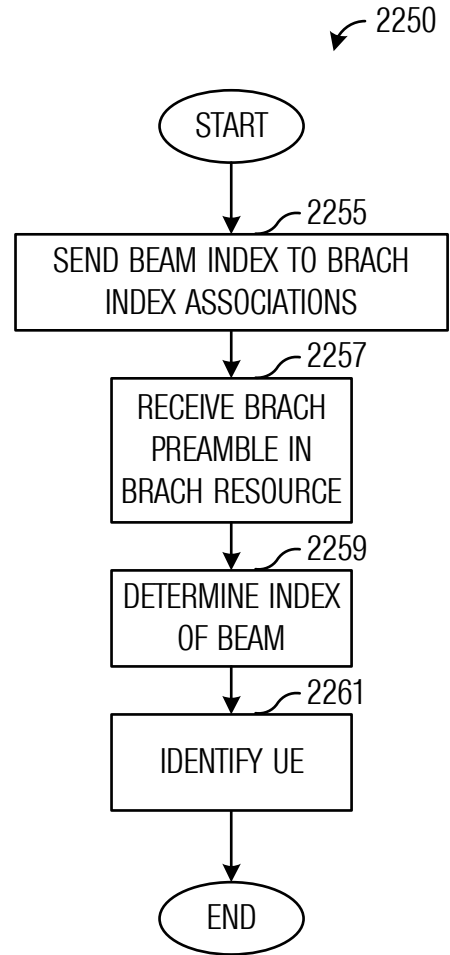 2250
START
2255
SEND BEAM INDEX TO BRACH
INDEX ASSOCIATIONS
2257
RECEIVE BRACH
PREAMBLE IN
BRACH RESOURCE
2259
DETERMINE INDEX
OF BEAM
2261
IDENTIFY UE
END